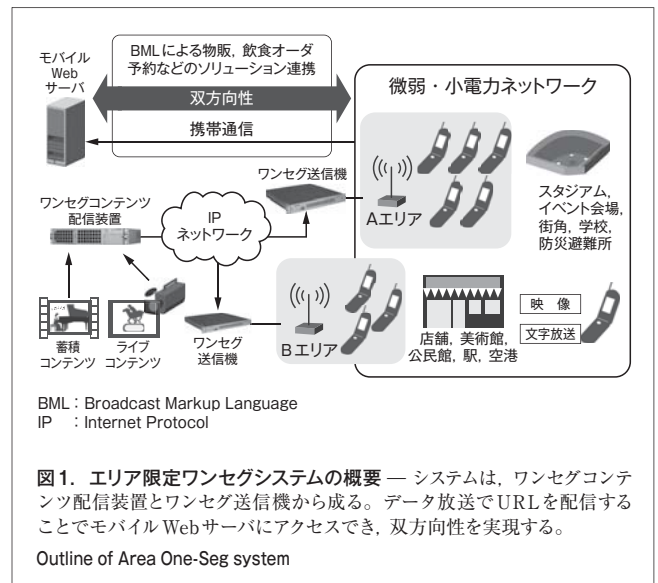 BMLによる物販, 飲食オーダ
予約などのソリューション連携
モバイル
Web
サーバ
双方向性
携帯通信
微弱・小電力ネットワーク
ワンセグ送信機
Aエリア
スタジアム,
イベント会場,
街角, 学校,
防災避難所
ワンセグコンテンツ
配信装置
IP
ネットワーク
蓄積
コンテンツ
ライブ
コンテンツ
ワンセグ
送信機
Bエリア
店舗, 美術館,
公民館, 駅, 空港
映 像
文字放送
BML : Broadcast Markup Language
IP : Internet Protocol
図1. エリア限定ワンセグシステムの概要 — システムは, ワンセグコンテ
ンツ配信装置とワンセグ送信機から成る。データ放送でURLを配信する
ことでモバイルWebサーバにアクセスでき, 双方向性を実現する。
Outline of Area One-Seg system